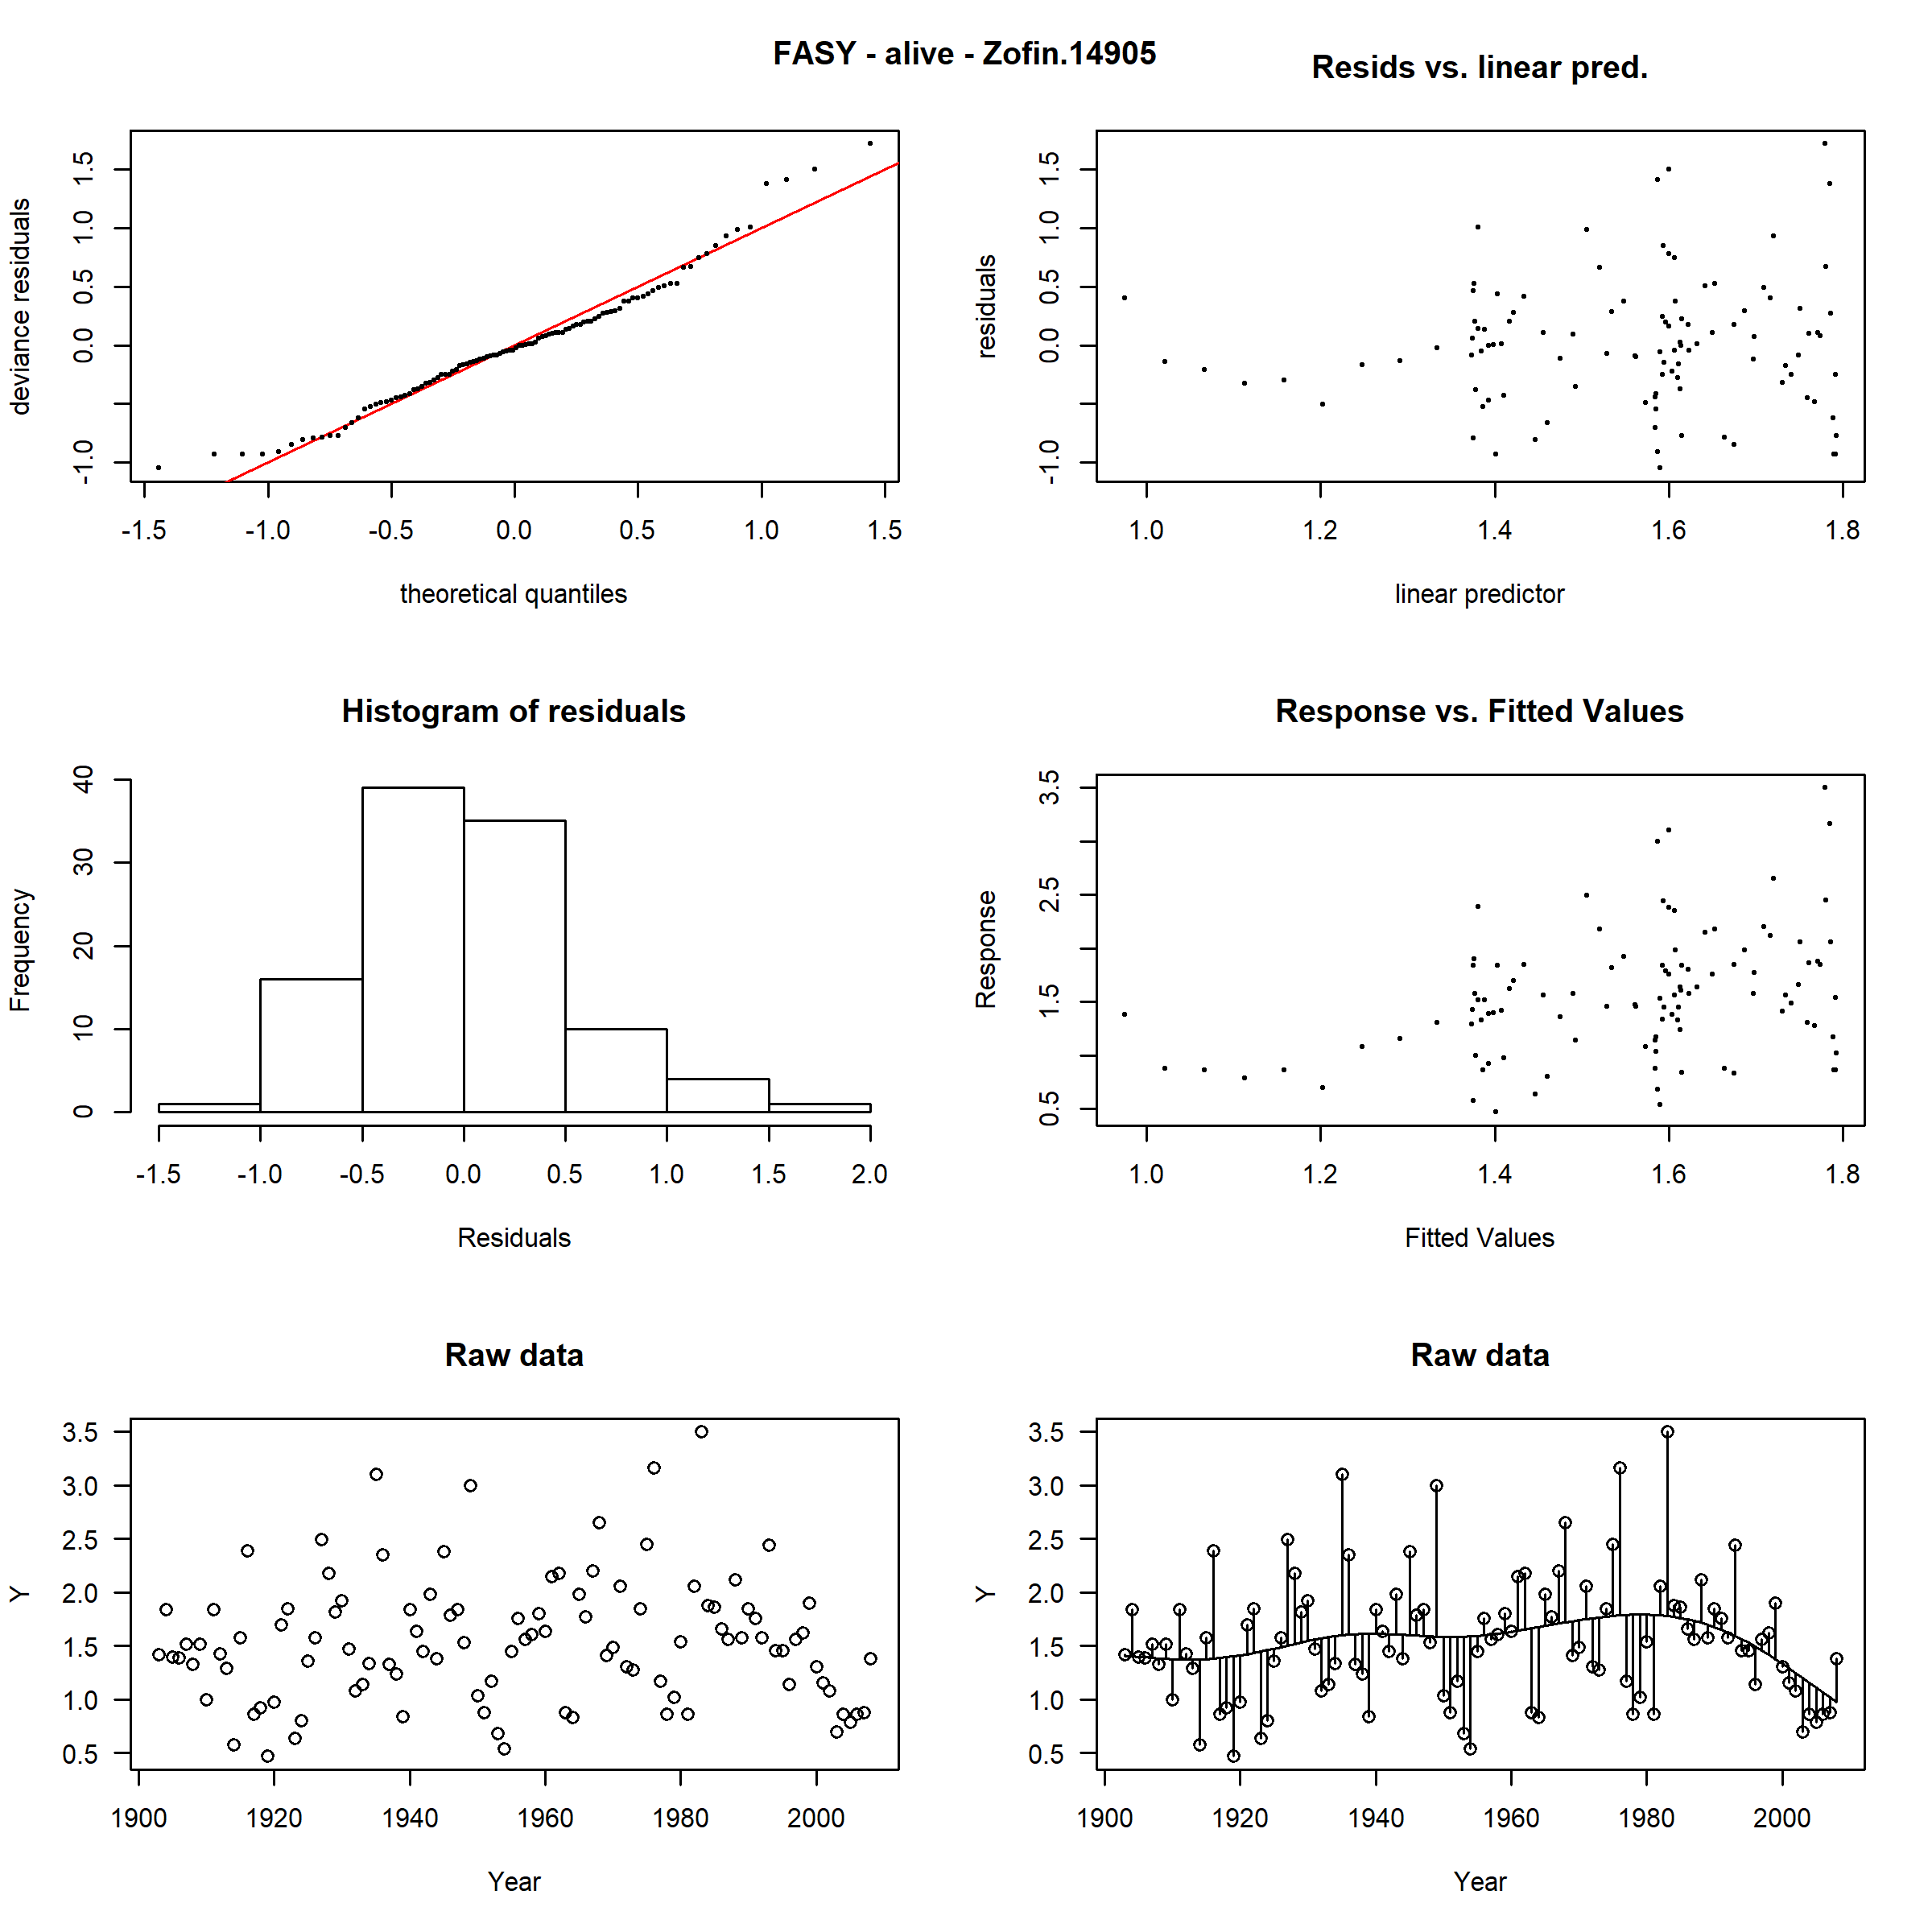 FASY - alive - Zofin.14905
Resids vs. linear pred.
deviance residuals
-1.0 0.0 0.5 1.0 1.5
-1.5 -1.0 -0.5 0.0 0.5 1.0 1.5
theoretical quantiles
residuals
-1.0 0.0 0.5 1.0 1.5
1.0 1.2 1.4 1.6 1.8
linear predictor
Histogram of residuals
Frequency
0 10 20 30 40
-1.5 -1.0 -0.5 0.0 0.5 1.0 1.5 2.0
Residuals
Response vs. Fitted Values
Response
0.5 1.5 2.5 3.5
1.0 1.2 1.4 1.6 1.8
Fitted Values
Raw data
Y
3.5
3.0
2.5
2.0
1.5
1.0
0.5
1900 1920 1940 1960 1980 2000
Year
Raw data
Y
3.5
3.0
2.5
2.0
1.5
1.0
0.5
1900 1920 1940 1960 1980 2000
Year